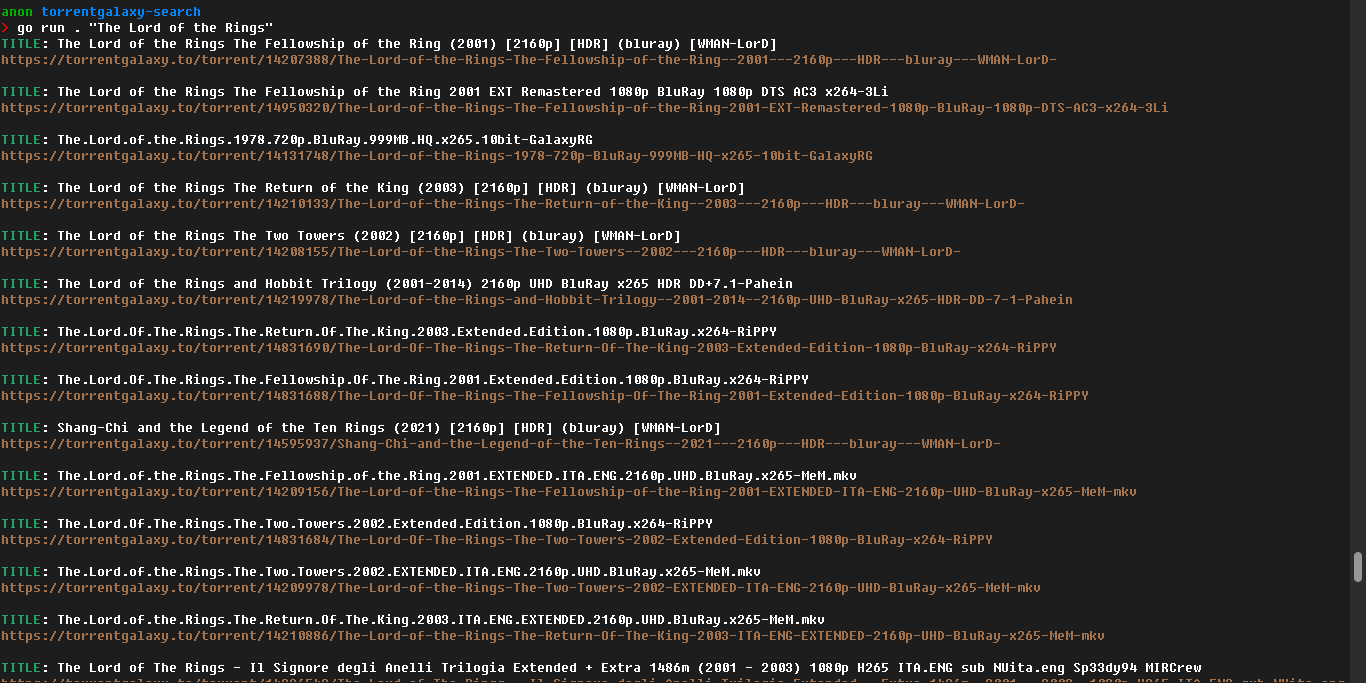 anon torrentgalaxy-search
> go run . "The Lord of the Rings"
TITLE: The Lord of the Rings The Fellowship of the Ring (2001) [2160p] [HDR] (bluray) [WMAN-LorD]
https://torrentgalaxy.to/torrent/14207388/The-Lord-of-the-Rings-The-Fellowship-of-the-Ring--2001---2160p---HDR---bluray---WMAN-LorD-
TITLE: The Lord of the Rings The Fellowship of the Ring 2001 EXT Remastered 1080p BluRay 1080p DTS AC3 x264-3Li
https://torrentgalaxy.to/torrent/14950320/The-Lord-of-the-Rings-The-Fellowship-of-the-Ring-2001-EXT-Remastered-1080p-BluRay-1080p-DTS-AC3-x264-3Li
TITLE: The.Lord.of.the.Rings.1978.720p.BluRay.999MB.HQ.x265.10bit-GalaxyRG
https://torrentgalaxy.to/torrent/14131748/The-Lord-of-the-Rings-1978-720p-BluRay-999MB-HQ-x265-10bit-GalaxyRG
TITLE: The Lord of the Rings The Return of the King (2003) [2160p] [HDR] (bluray) [WMAN-LorD]
https://torrentgalaxy.to/torrent/14210133/The-Lord-of-the-Rings-The-Return-of-the-King--2003---2160p---HDR---bluray---WMAN-LorD-
TITLE: The Lord of the Rings The Two Towers (2002) [2160p] [HDR] (bluray) [WMAN-LorD]
https://torrentgalaxy.to/torrent/14208155/The-Lord-of-the-Rings-The-Two-Towers--2002---2160p---HDR---bluray---WMAN-LorD-
TITLE: The Lord of the Rings and Hobbit Trilogy (2001-2014) 2160p UHD BluRay x265 HDR DD+7.1-Pahein
https://torrentgalaxy.to/torrent/14219978/The-Lord-of-the-Rings-and-Hobbit-Trilogy--2001-2014--2160p-UHD-BluRay-x265-HDR-DD-7-1-Pahein
TITLE: The.Lord.Of.The.Rings.The.Return.Of.The.King.2003.Extended.Edition.1080p.BluRay.x264-RiPPY
https://torrentgalaxy.to/torrent/14831690/The-Lord-Of-The-Rings-The-Return-Of-The-King-2003-Extended-Edition-1080p-BluRay-x264-RiPPY
TITLE: The.Lord.Of.The.Rings.The.Fellowship.Of.The.Ring.2001.Extended.Edition.1080p.BluRay.x264-RiPPY
https://torrentgalaxy.to/torrent/14831688/The-Lord-Of-The-Rings-The-Fellowship-Of-The-Ring-2001-Extended-Edition-1080p-BluRay-x264-RiPPY
TITLE: Shang-Chi and the Legend of the Ten Rings (2021) [2160p] [HDR] (bluray) [WMAN-LorD]
https://torrentgalaxy.to/torrent/14595937/Shang-Chi-and-the-Legend-of-the-Ten-Rings--2021---2160p---HDR---bluray---WMAN-LorD-
TITLE: The.Lord.of.the.Rings.The.Fellowship.of.the.Ring.2001.EXTENDED.ITA.ENG.2160p.UHD.BluRay.x265-MeM.mkv
https://torrentgalaxy.to/torrent/14209156/The-Lord-of-the-Rings-The-Fellowship-of-the-Ring-2001-EXTENDED-ITA-ENG-2160p-UHD-BluRay-x265-MeM-mkv
TITLE: The.Lord.Of.The.Rings.The.Two.Towers.2002.Extended.Edition.1080p.BluRay.x264-RiPPY
https://torrentgalaxy.to/torrent/14831684/The-Lord-Of-The-Rings-The-Two-Towers-2002-Extended-Edition-1080p-BluRay-x264-RiPPY
TITLE: The.Lord.of.the.Rings.The.Two.Towers.2002.EXTENDED.ITA.ENG.2160p.UHD.BluRay.x265-MeM.mkv
https://torrentgalaxy.to/torrent/14209978/The-Lord-of-the-Rings-The-Two-Towers-2002-EXTENDED-ITA-ENG-2160p-UHD-BluRay-x265-MeM-mkv
TITLE: The.Lord.of.the.Rings.The.Return.Of.The.King.2003.ITA.ENG.EXTENDED.2160p.UHD.BluRay.x265-MeM.mkv
https://torrentgalaxy.to/torrent/14210886/The-Lord-of-the-Rings-The-Return-Of-The-King-2003-ITA-ENG-EXTENDED-2160p-UHD-BluRay-x265-MeM-mkv
TITLE: The Lord of The Rings - Il Signore degli Anelli Trilogia Extended + Extra 1486m (2001 - 2003) 1080p H265 ITA.ENG sub NUita.eng Sp33dy94 MIRCrew